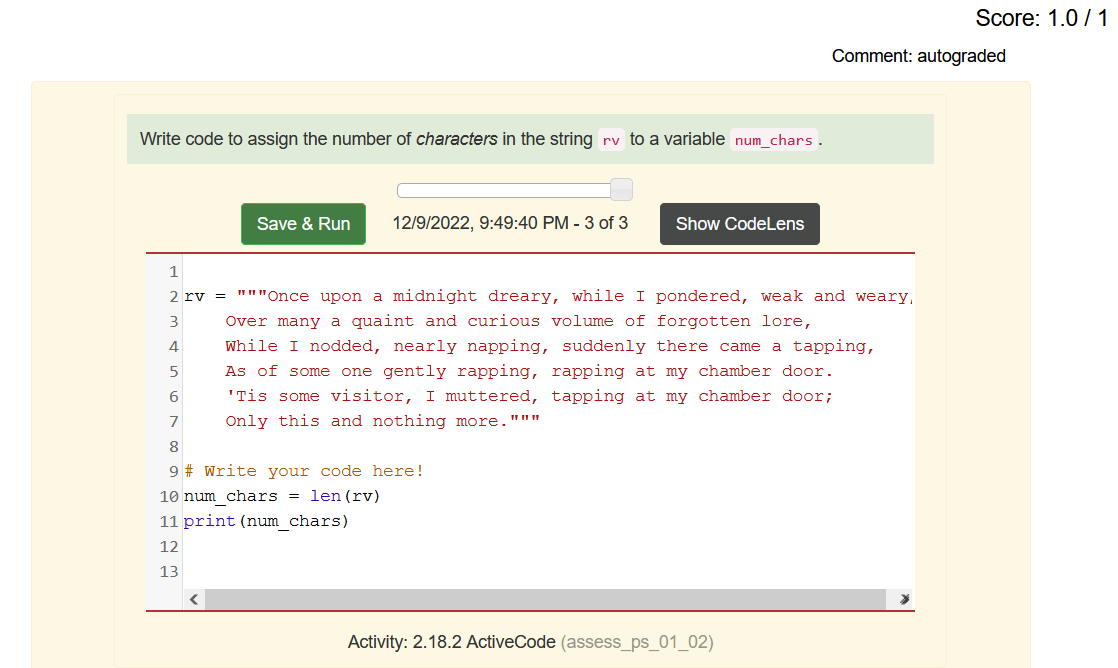 Score: 1.0 / 1
Comment: autograded
Write code to assign the number of characters in the string rv to a variable num_chars.
Save & Run
12/9/2022, 9:49:40 PM - 3 of 3
Show CodeLens
1
2 rv = """Once upon a midnight dreary, while I pondered, weak and weary,
3     Over many a quaint and curious volume of forgotten lore,
4     While I nodded, nearly napping, suddenly there came a tapping,
5     As of some one gently rapping, rapping at my chamber door.
6     'Tis some visitor, I muttered, tapping at my chamber door;
7     Only this and nothing more."""
8
9 # Write your code here!
10 num_chars = len(rv)
11 print(num_chars)
12
13
Activity: 2.18.2 ActiveCode (assess_ps_01_02)